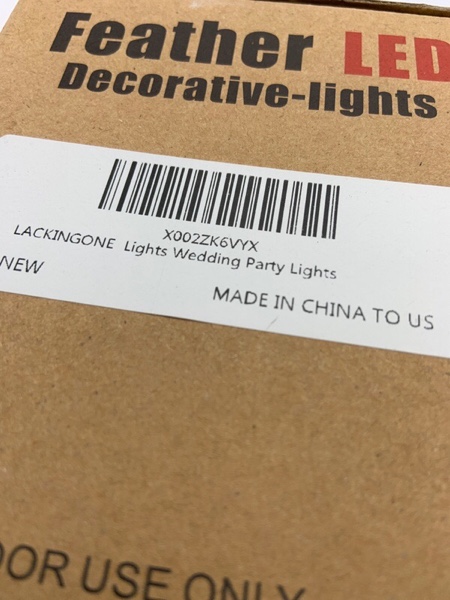 Feather LED
Decorative-lights
X002ZK6VYX
LACKINGONE Lights Wedding Party Lights
NEW
MADE IN CHINA TO US
OOR USE ONLY